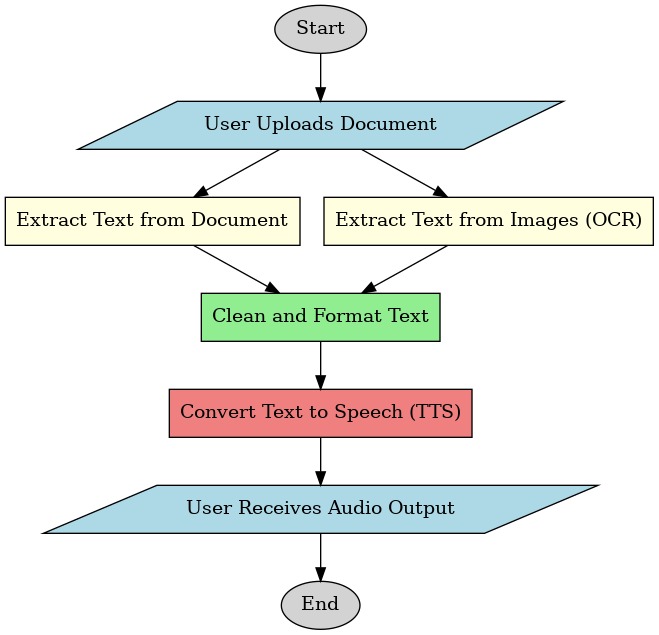 Start
User Uploads Document
Extract Text from Document
Extract Text from Images (OCR)
Clean and Format Text
Convert Text to Speech (TTS)
User Receives Audio Output
End